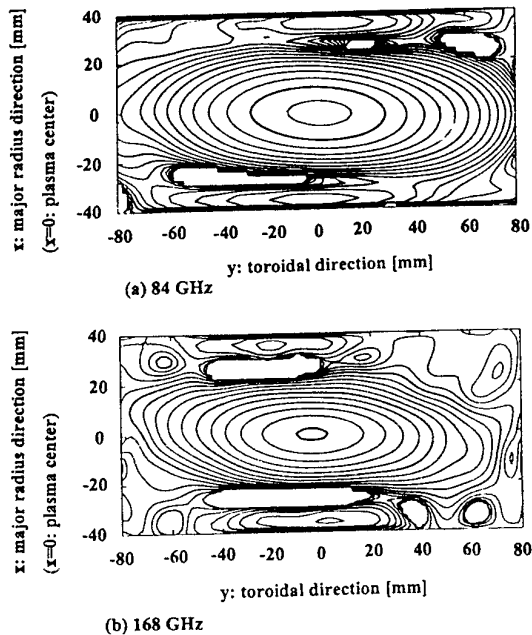 x: major radius direction [mm]
(x=0: plasma center)
40
20
0
-20
-40
-80 -60 -40 -20 0 20 40 60 80
y: toroidal direction [mm]
(a) 84 GHz
x: major radius direction [mm]
(x=0: plasma center)
40
20
0
-20
-40
-80 -60 -40 -20 0 20 40 60 80
y: toroidal direction [mm]
(b) 168 GHz